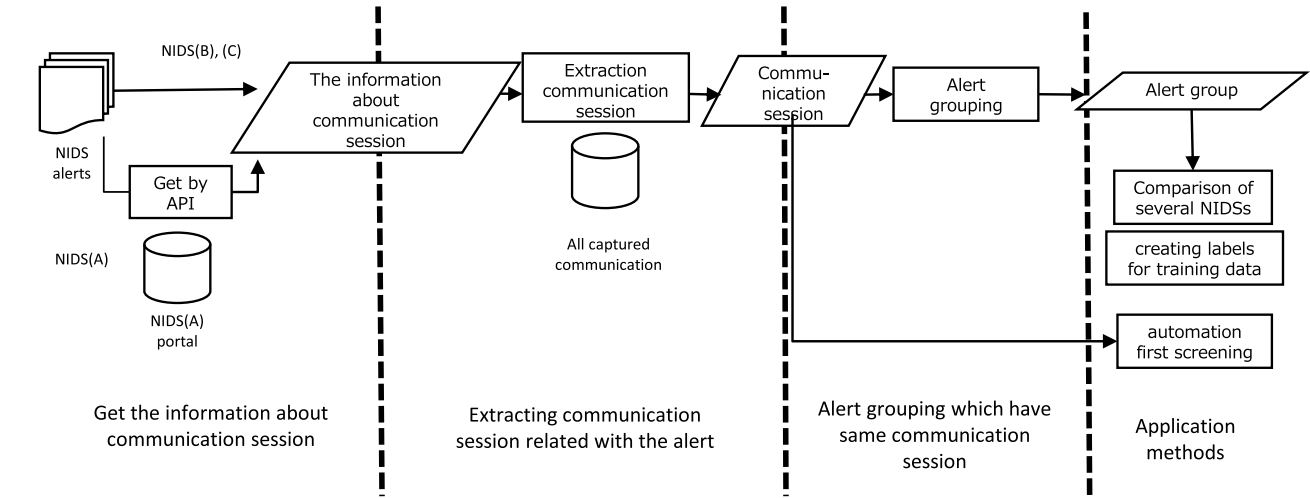 NIDS(B), (C)
NIDS
alerts
Get by
API
NIDS(A)
NIDS(A)
portal
The information
about
communication
session
Extraction
communication
session
All captured
communication
Commu-
nication
session
Alert
grouping
Alert group
Comparison of
several NIDSs
creating labels
for training data
automation
first screening
Get the information about
communication session
Extracting communication
session related with the alert
Alert grouping which have
same communication
session
Application
methods